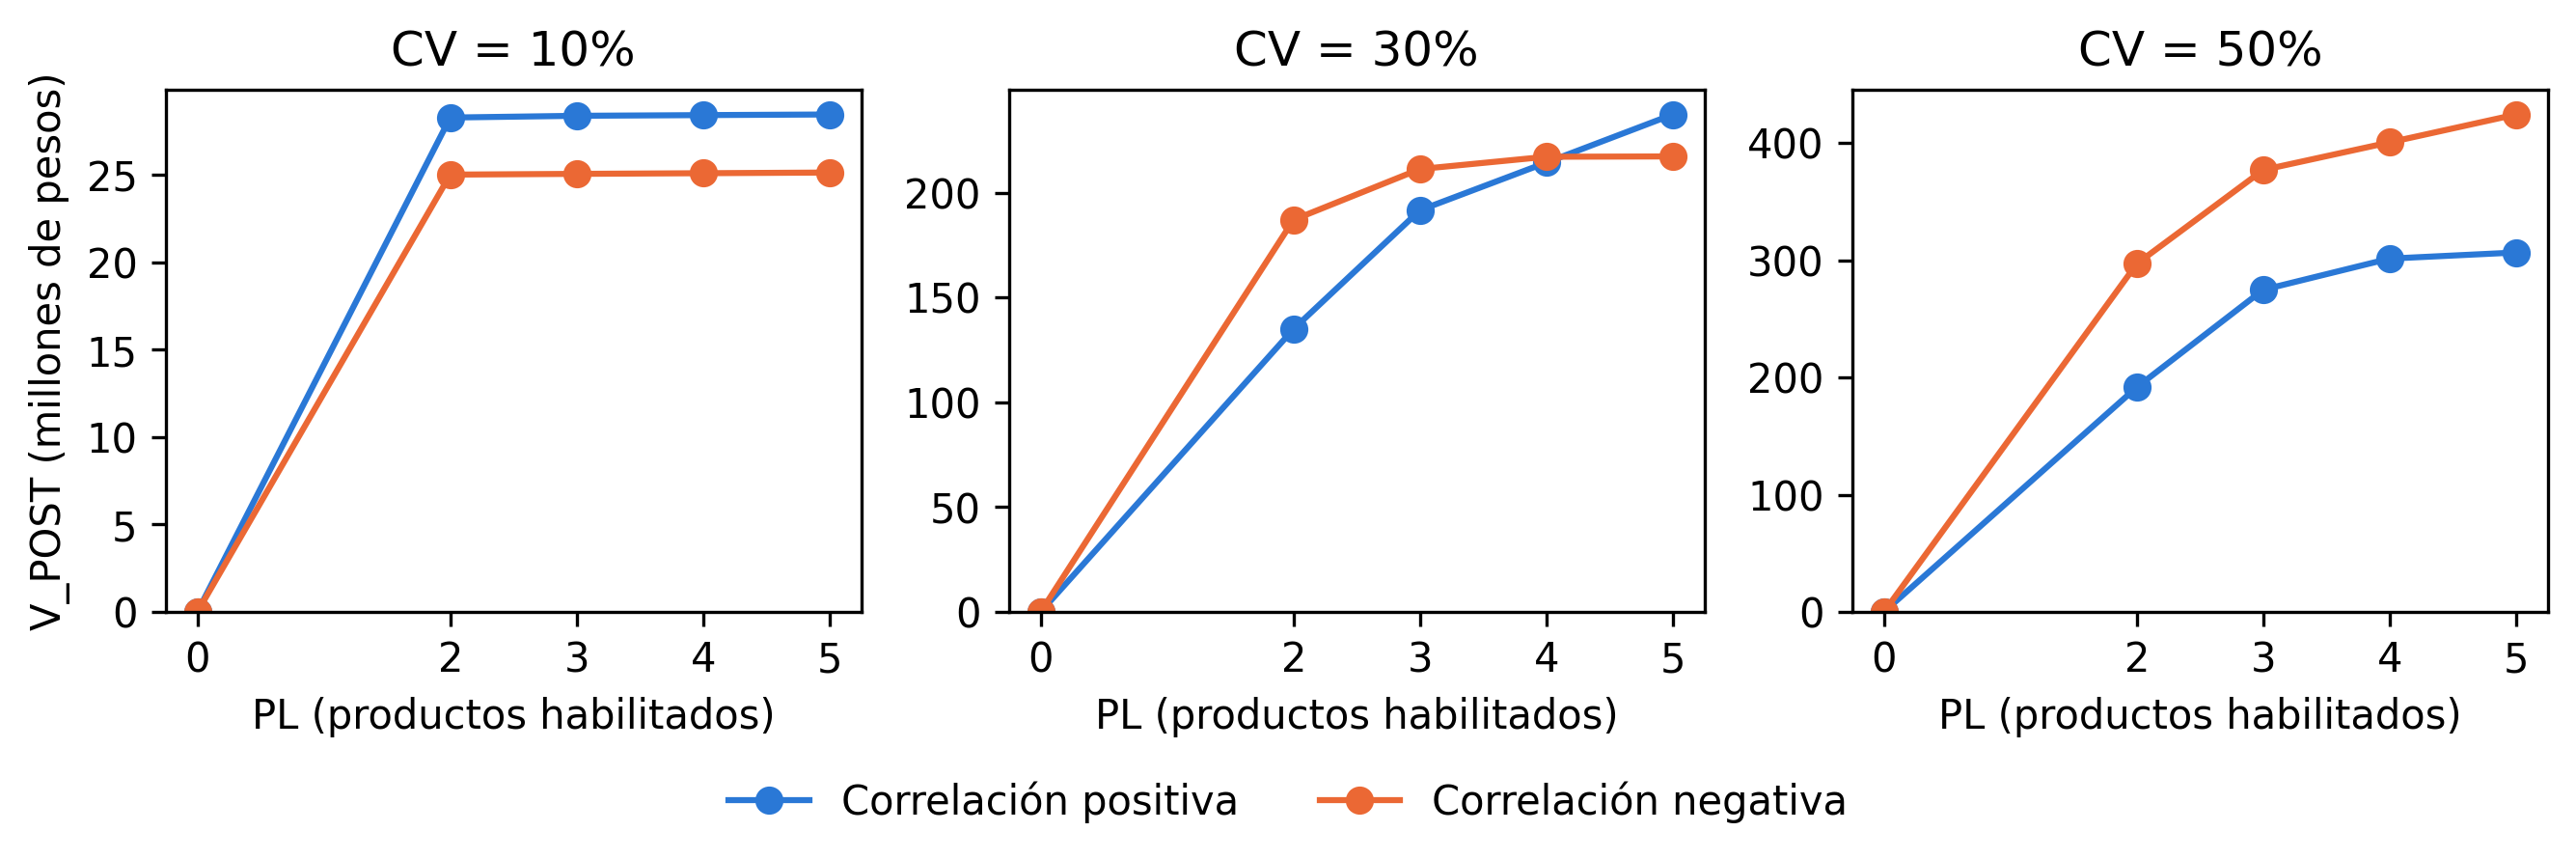 CV = 10%
CV = 30%
CV = 50%
V_POST (millones de pesos)
25
20
15
10
5
0
0 2 3 4 5
PL (productos habilitados)
200
150
100
50
0
0 2 3 4 5
PL (productos habilitados)
400
300
200
100
0
0 2 3 4 5
PL (productos habilitados)
Correlación positiva
Correlación negativa